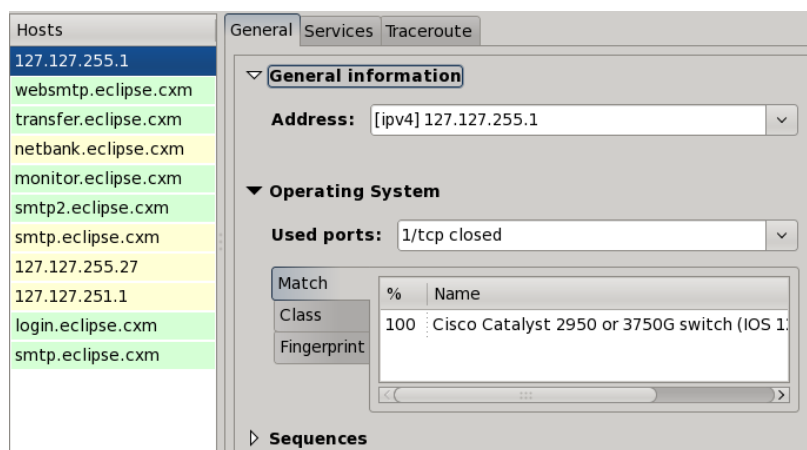 Hosts
127.127.255.1
websmtp.eclipse.cxm
transfer.eclipse.cxm
netbank.eclipse.cxm
monitor.eclipse.cxm
smtp2.eclipse.cxm
smtp.eclipse.cxm
127.127.255.27
127.127.251.1
login.eclipse.cxm
smtp.eclipse.cxm
General Services Traceroute
General information
Address: [ipv4] 127.127.255.1
Operating System
Used ports: 1/tcp closed
Match
Class
Fingerprint
% Name
100 Cisco Catalyst 2950 or 3750G switch (IOS
Sequences